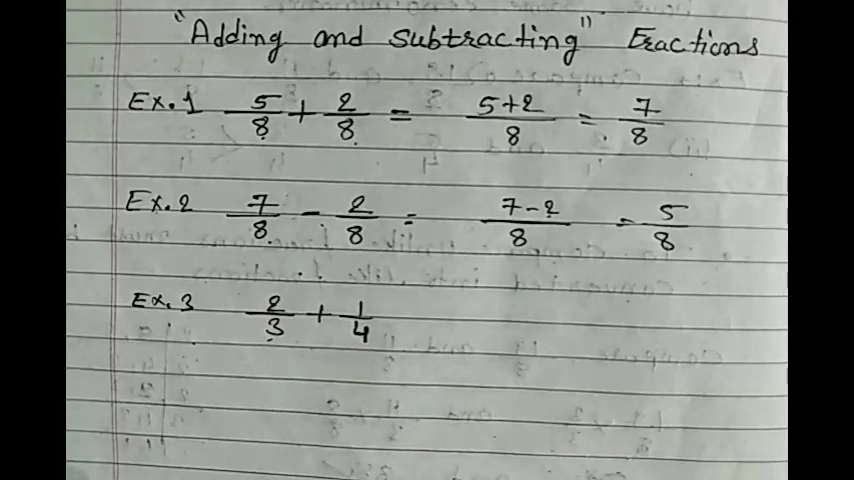 "Adding and subtracting" Fractions
Ex.1 5/8 + 2/8 = 5+2/8 = 7/8
Ex.2 7/8 - 2/8 = 7-2/8 = 5/8
Ex.3 2/3 + 1/4